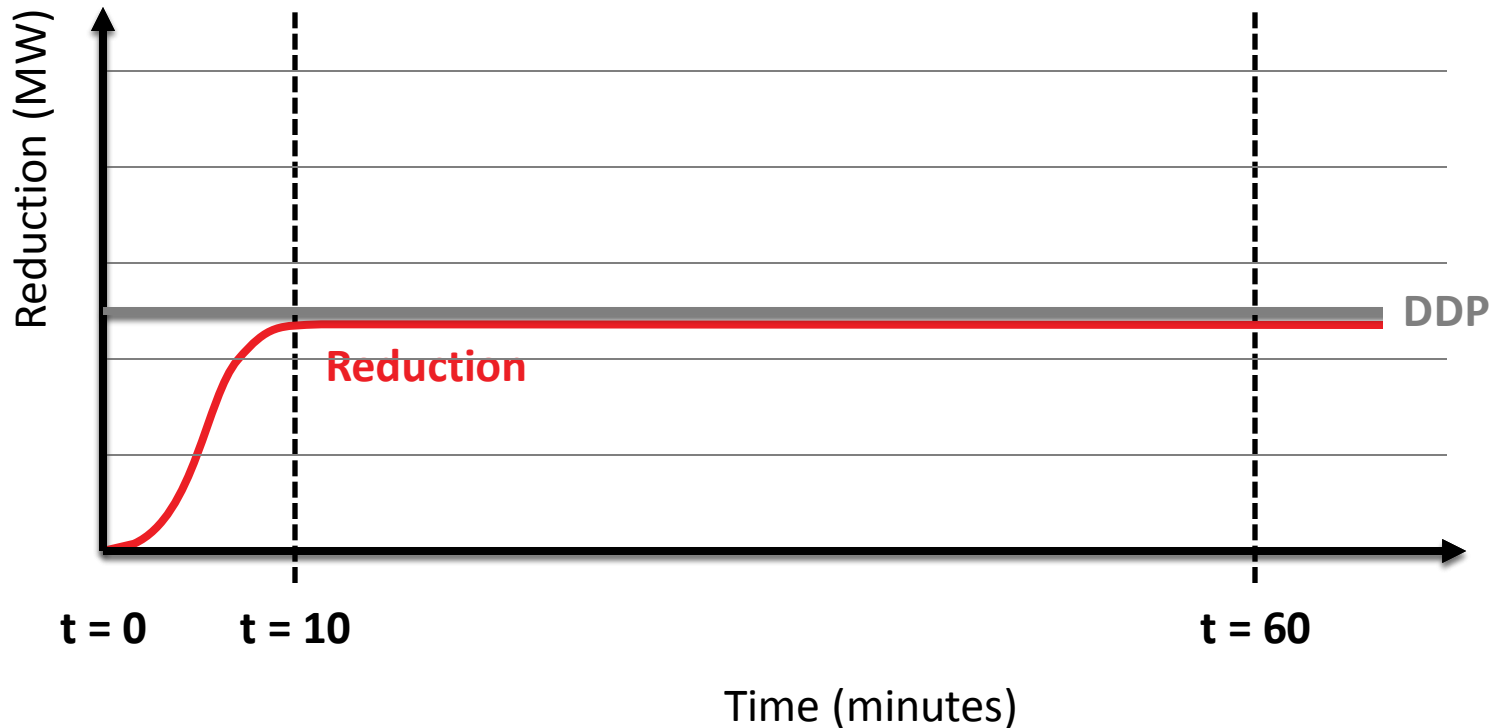 Reduction (MW)
DDP
Reduction
t = 0
t = 10
t = 60
Time (minutes)